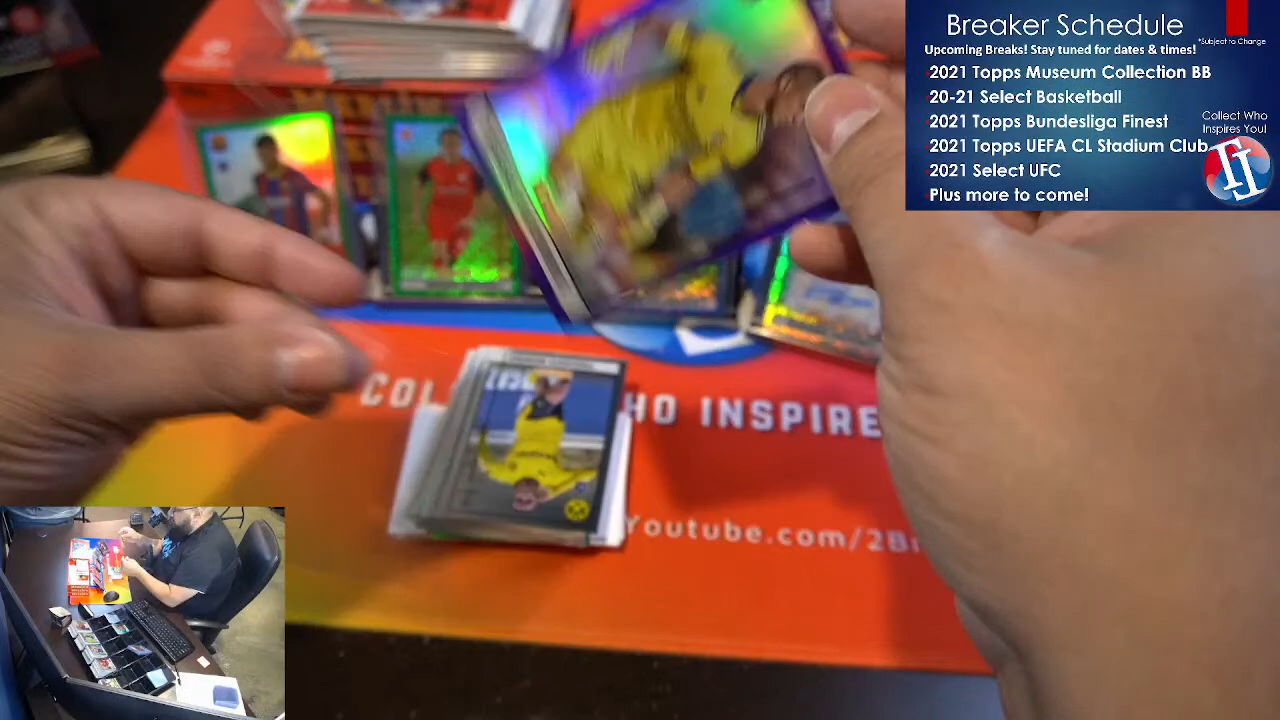 Breaker Schedule
Upcoming Breaks! Stay tuned for dates & times!
*Subject to Change
2021 Topps Museum Collection BB
20-21 Select Basketball
2021 Topps Bundesliga Finest
2021 Topps UEFA CL Stadium Club
2021 Select UFC
Plus more to come!
Collect Who
Inspires You!
COL HO INSPIRE
Youtube.com/2B